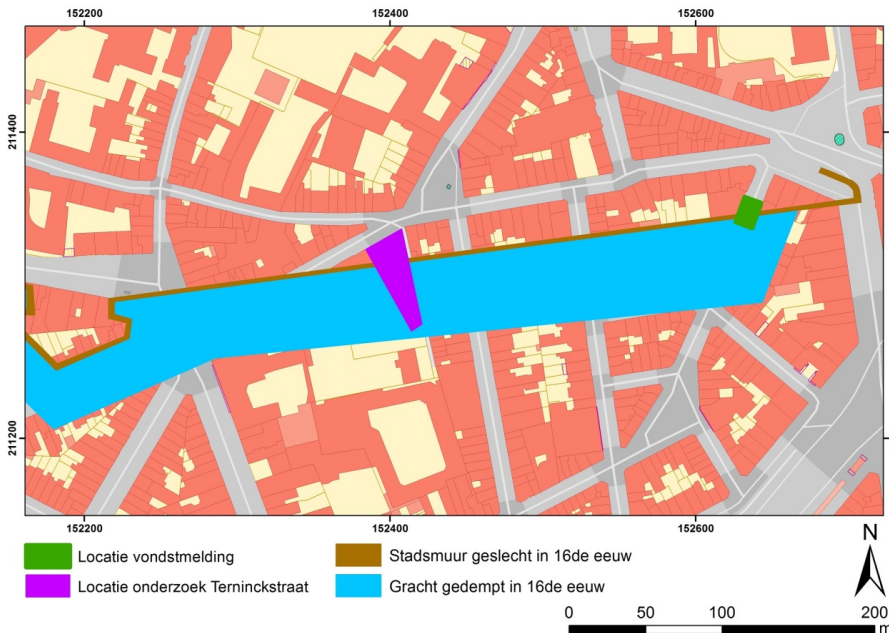 152200 152400 152600
211400
211200
152200 152400 152600
Locatie vondstmelding
Stadsmuur geslecht in 16de eeuw
Locatie onderzoek Terninckstraat
Gracht gedempt in 16de eeuw
N
0 50 100 200
m